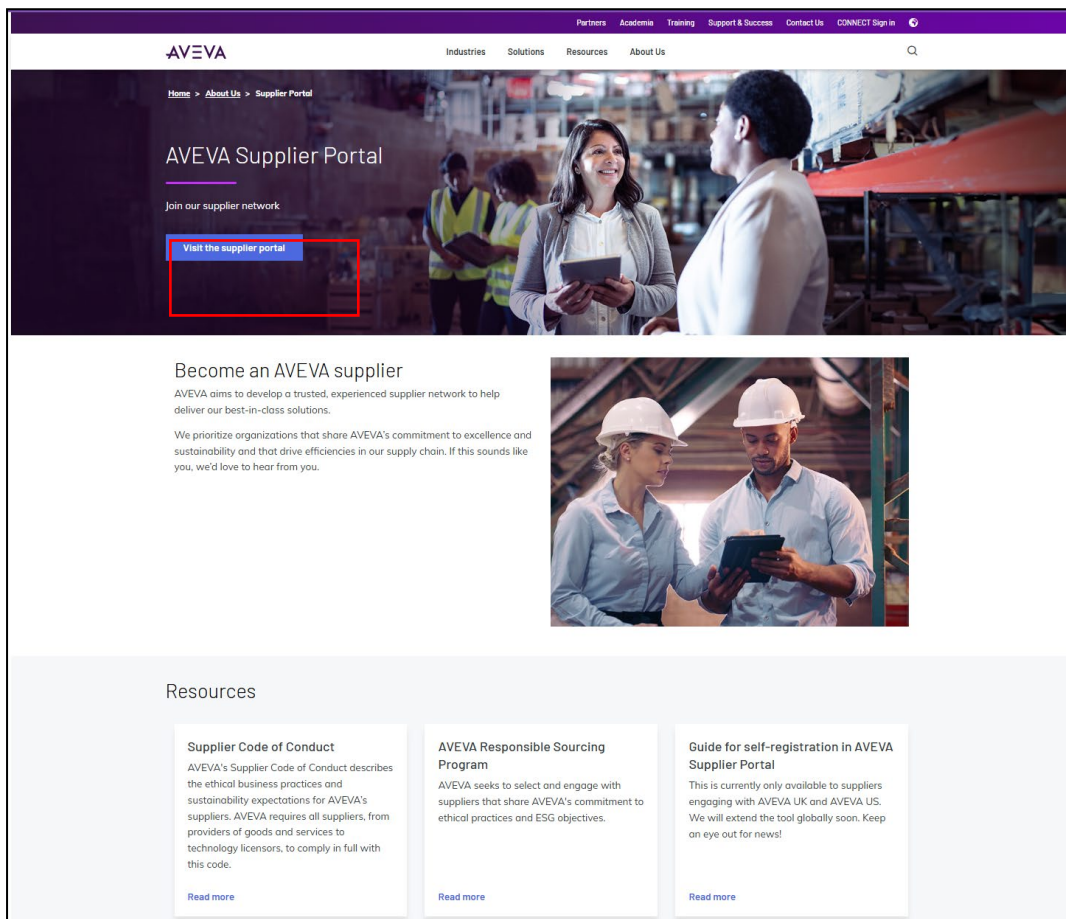 Partners Academia Training Support & Success Contact Us CONNECT Sign in
AVEVA Industries Solutions Resources About Us
Home > About Us > Supplier Portal
AVEVA Supplier Portal
Join our supplier network
Visit the supplier portal
Become an AVEVA supplier
AVEVA aims to develop a trusted, experienced supplier network to help
deliver our best-in-class solutions.
We prioritize organizations that share AVEVA's commitment to excellence and
sustainability and that drive efficiencies in our supply chain. If this sounds like
you, we'd love to hear from you.
Resources
Supplier Code of Conduct
AVEVA's Supplier Code of Conduct describes
the ethical business practices and
sustainability expectations for AVEVA's
suppliers. AVEVA requires all suppliers, from
providers of goods and services to
technology licensors, to comply in full with
this code.
Read more
AVEVA Responsible Sourcing
Program
AVEVA seeks to select and engage with
suppliers that share AVEVA's commitment to
ethical practices and ESG objectives.
Read more
Guide for self-registration in AVEVA
Supplier Portal
This is currently only available to suppliers
engaging with AVEVA UK and AVEVA US.
We will extend the tool globally soon. Keep
an eye out for news!
Read more